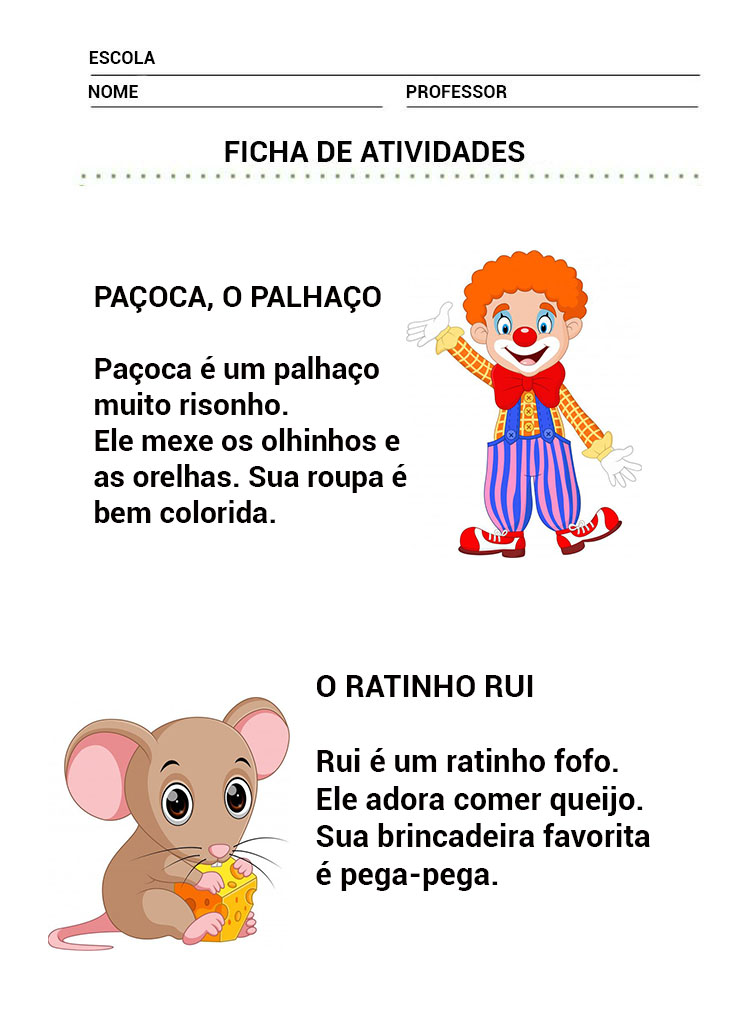 ESCOLA
NOME PROFESSOR
FICHA DE ATIVIDADES
PAÇOCA, O PALHAÇO
Paçoca é um palhaço
muito risonho.
Ele mexe os olhinhos e
as orelhas. Sua roupa é
bem colorida.
O RATINHO RUI
Rui é um ratinho fofo.
Ele adora comer queijo.
Sua brincadeira favorita
é pega-pega.